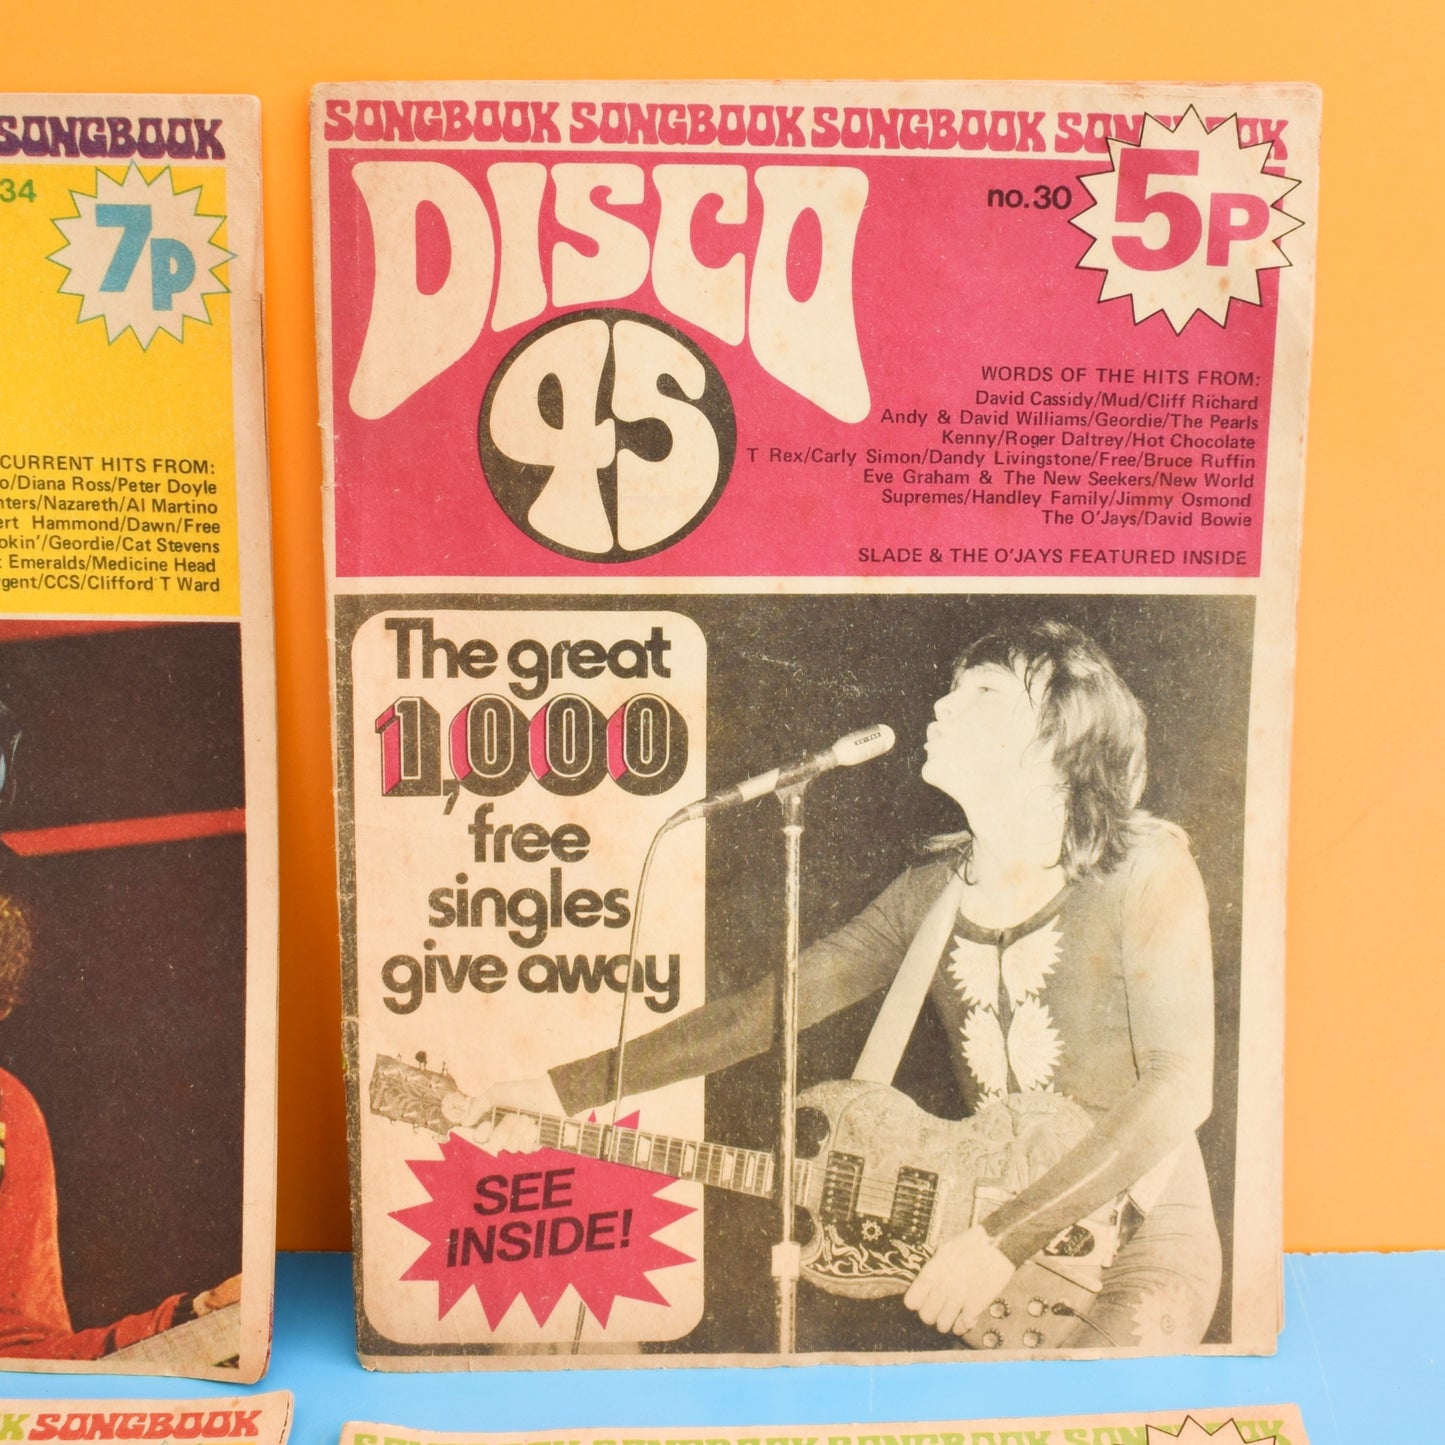 SONGBOOK
34
7p
CURRENT HITS FROM:
/Diana Ross/Peter Doyle
/Nazareth/Al Martino
Hammond/Dawn/Free
/Geordie/Cat Stevens
Emeralds/Medicine Head
/CCS/Clifford T Ward
SONGBOOK SONGBOOK SONGBOOK
DISCO
45
no.30
5P
WORDS OF THE HITS FROM:
David Cassidy/Mud/Cliff Richard
Andy & David Williams/Geordie/The Pearls
Kenny/Roger Daltrey/Hot Chocolate
T Rex/Carly Simon/Dandy Livingstone/Free/Bruce Ruffin
Eve Graham & The New Seekers/New World
Supremes/Handley Family/Jimmy Osmond
The O'Jays/David Bowie
SLADE & THE O'JAYS FEATURED INSIDE
The great
1,000
free
singles
give away
SEE
INSIDE!
SONGBOOK